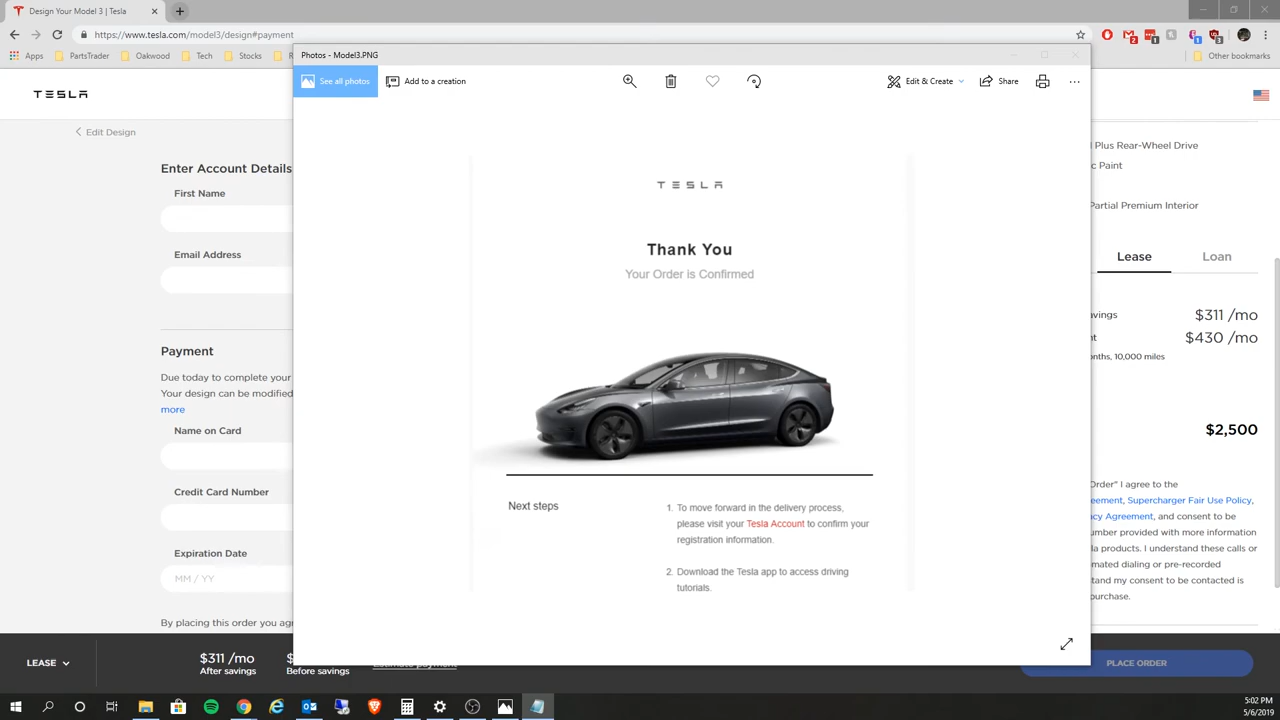 Design Your Model 3 | Tesla
https://www.tesla.com/model3/design#payment
Apps
PartsTrader
Oakwood
Tech
Stocks
Other bookmarks
TESLA
Edit Design
Enter Account Details
First Name
Email Address
Payment
Due today to complete your
Your design can be modified
more
Name on Card
Credit Card Number
Expiration Date
MM / YY
By placing this order you agre
Photos - Model3.PNG
See all photos
Add to a creation
Edit & Create
Share
TESLA
Thank You
Your Order is Confirmed
Next steps
1. To move forward in the delivery process,
please visit your Tesla Account to confirm your
registration information.
2. Download the Tesla app to access driving
tutorials.
Plus Rear-Wheel Drive
c Paint
Partial Premium Interior
Lease
Loan
avings
$311 /mo
nt
$430 /mo
onths, 10,000 miles
$2,500
Order" I agree to the
eement, Supercharger Fair Use Policy,
cy Agreement, and consent to be
umber provided with more information
la products. I understand these calls or
mated dialing or pre-recorded
stand my consent to be contacted is
purchase.
LEASE
$311 /mo
After savings
Before savings
Estimate payment
PLACE ORDER
5:02 PM
5/6/2019